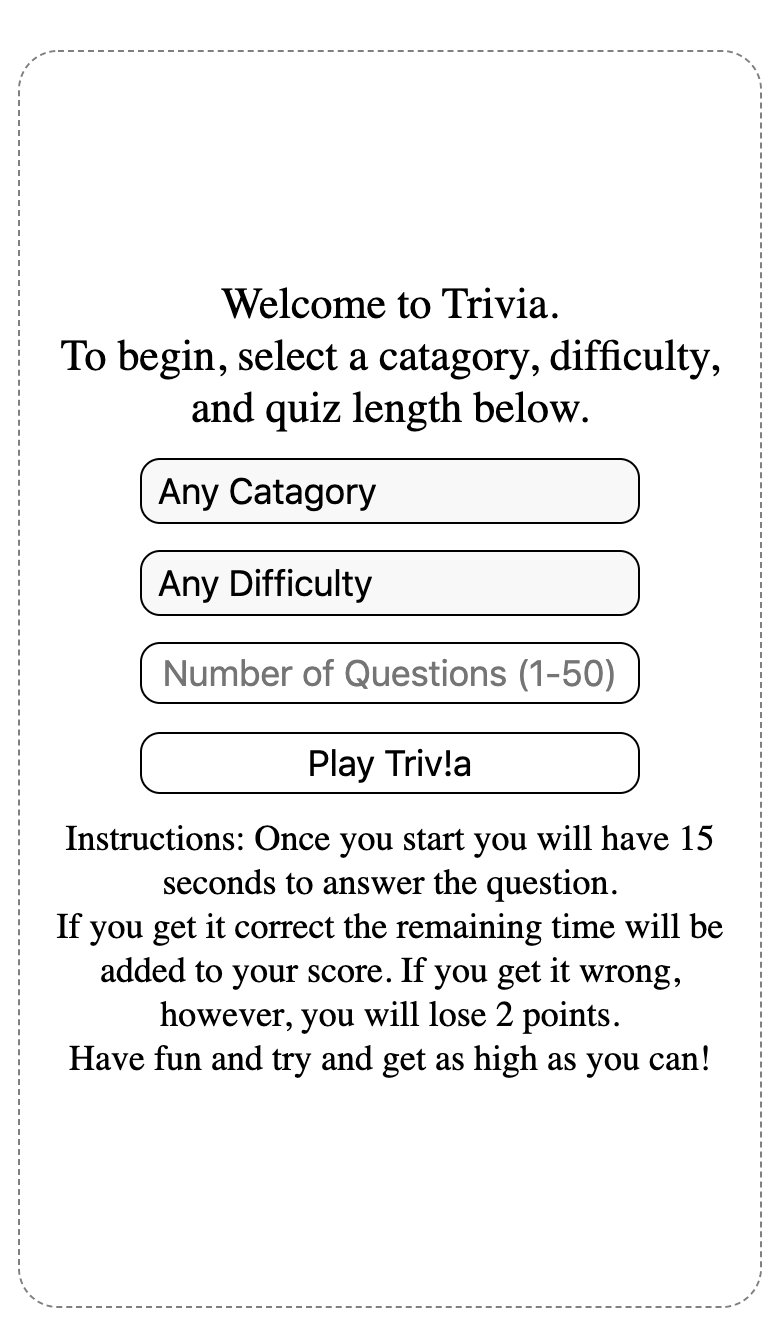 Welcome to Trivia.
To begin, select a catagory, difficulty,
and quiz length below.
Any Catagory
Any Difficulty
Number of Questions (1-50)
Play Triv!a
Instructions: Once you start you will have 15
seconds to answer the question.
If you get it correct the remaining time will be
added to your score. If you get it wrong,
however, you will lose 2 points.
Have fun and try and get as high as you can!